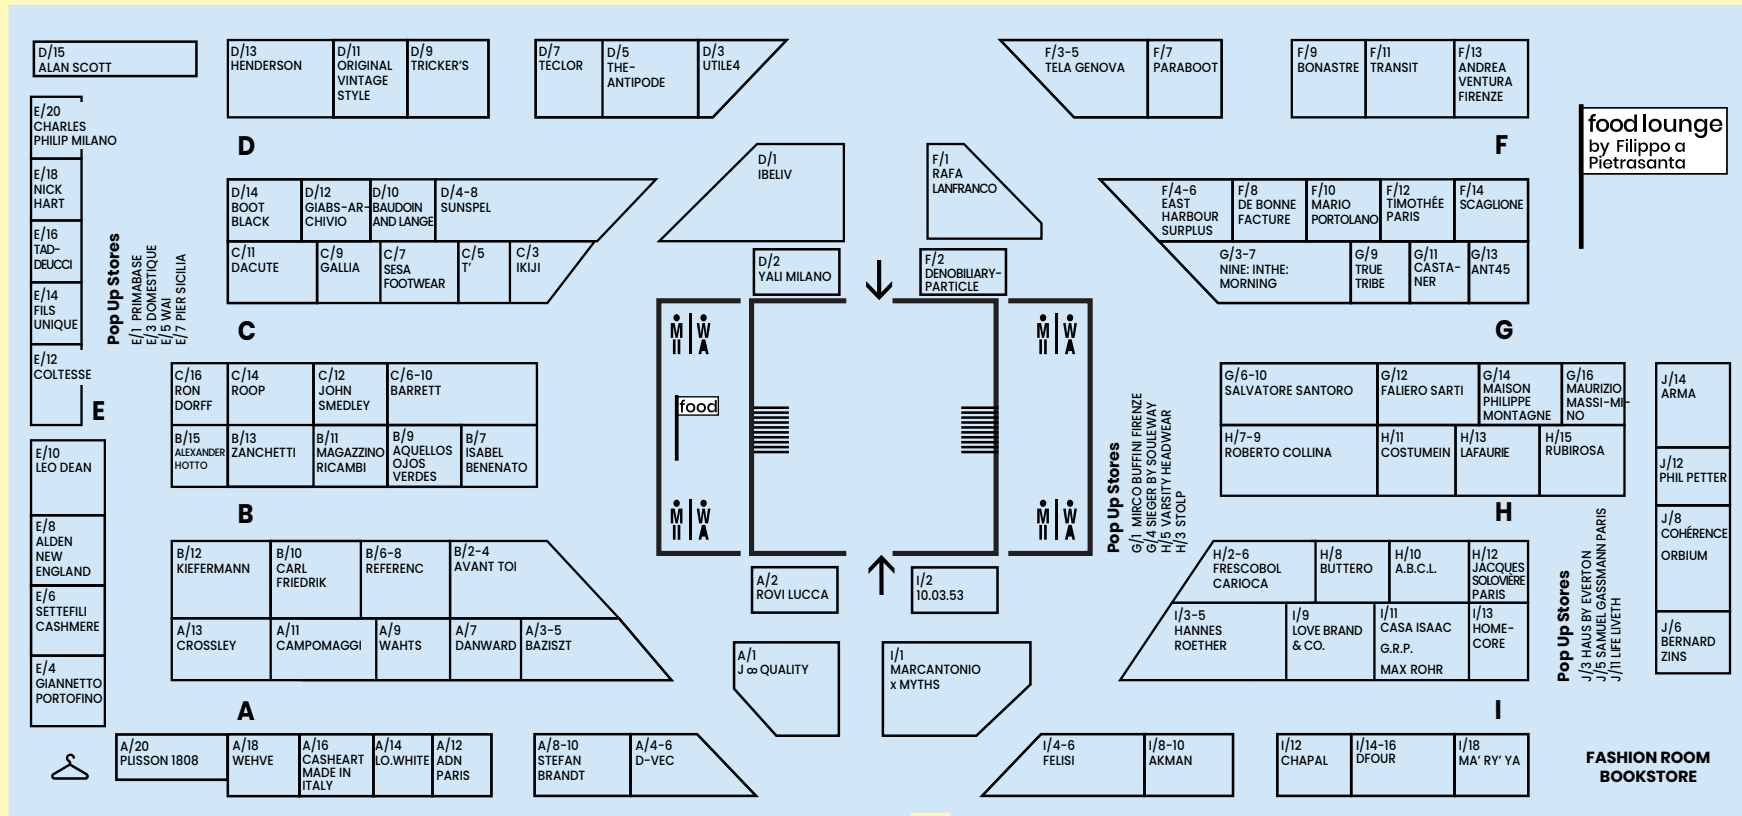 D/15
ALAN SCOTT
D/13
HENDERSON
D/11
ORIGINAL
VINTAGE
STYLE
D/9
TRICKER'S
D/7
TECLOR
D/5
THE-
ANTIPODE
D/3
UTILE4
F/3-5
TELA GENOVA
F/7
PARABOOT
F/9
BONASTRE
F/11
TRANSIT
F/13
ANDREA
VENTURA
FIRENZE
E/20
CHARLES
PHILIP MILANO
E/18
NICK
HART
E/16
TAD-
DEUCCI
E/14
FILS
UNIQUE
E/12
COLTESSE
E
Pop Up Stores
E/1 PRIMABASE
E/3 DOMESTIQUE
E/5 WAI
E/7 PIER SICILIA
D
D/1
IBELIV
F/1
RAFA
LANFRANCO
F
food lounge
by Filippo a
Pietrasanta
D/14
BOOT
BLACK
D/12
GIABS-AR-
CHIVIO
D/10
BAUDOIN
AND LANGE
D/4-8
SUNSPEL
C/11
DACUTE
C/9
GALLIA
C/7
SESA
FOOTWEAR
C/5
T'
C/3
IKIJI
D/2
YALI MILANO
F/2
DENOBILIARY-
PARTICLE
F/4-6
EAST
HARBOUR
SURPLUS
F/8
DE BONNE
FACTURE
F/10
MARIO
PORTOLANO
F/12
TIMOTHÉE
PARIS
F/14
SCAGLIONE
G/3-7
NINE: INTHE:
MORNING
G/9
TRUE
TRIBE
G/11
CASTA-
NER
G/13
ANT45
C
G
M W
M W
food
M W
M W
C/16
RON
DORFF
C/14
ROOP
C/12
JOHN
SMEDLEY
C/6-10
BARRETT
B/15
ALEXANDER
HOTTO
B/13
ZANCHETTI
B/11
MAGAZZINO
RICAMBI
B/9
AQUELLOS
OJOS
VERDES
B/7
ISABEL
BENENATO
B
Pop Up Stores
G/1 MIRCO BUFFINI FIRENZE
G/4 SIEGER BY SOULEWAY
H/5 VARSITY HEADWEAR
H/3 STOLP
G/6-10
SALVATORE SANTORO
G/12
FALIERO SARTI
G/14
MAISON
PHILIPPE
MONTAGNE
G/16
MAURIZIO
MASSI-MI-
NO
H/7-9
ROBERTO COLLINA
H/11
COSTUMEIN
H/13
LAFAURIE
H/15
RUBIROSA
H
J/14
ARMA
J/12
PHIL PETTER
J/8
COHÉRENCE
ORBIUM
J/6
BERNARD
ZINS
E/10
LEO DEAN
E/8
ALDEN
NEW
ENGLAND
E/6
SETTEFILI
CASHMERE
E/4
GIANNETTO
PORTOFINO
B/12
KIEFERMANN
B/10
CARL
FRIEDRIK
B/6-8
REFERENC
B/2-4
AVANT TOI
A/13
CROSSLEY
A/11
CAMPOMAGGI
A/9
WAHTS
A/7
DANWARD
A/3-5
BAZISZT
A
A/2
ROVI LUCCA
I/2
10.03.53
A/1
J ∞ QUALITY
I/1
MARCANTONIO
x MYTHS
H/2-6
FRESCOBOL
CARIOCA
H/8
BUTTERO
H/10
A.B.C.L.
H/12
JACQUES
SOLOVIÈRE
PARIS
I/3-5
HANNES
ROETHER
I/9
LOVE BRAND
& CO.
I/11
CASA ISAAC
G.R.P.
MAX ROHR
I/13
HOME-
CORE
Pop Up Stores
J/3 HAUS BY EVERTON
J/5 SAMUEL GASSMANN PARIS
J/11 LIFE LIVETH
I
A/20
PLISSON 1808
A/18
WEHVE
A/16
CASHEART
MADE IN
ITALY
A/14
LO.WHITE
A/12
ADN
PARIS
A/8-10
STEFAN
BRANDT
A/4-6
D-VEC
I/4-6
FELISI
I/8-10
AKMAN
I/12
CHAPAL
I/14-16
DFOUR
I/18
MA' RY' YA
FASHION ROOM
BOOKSTORE